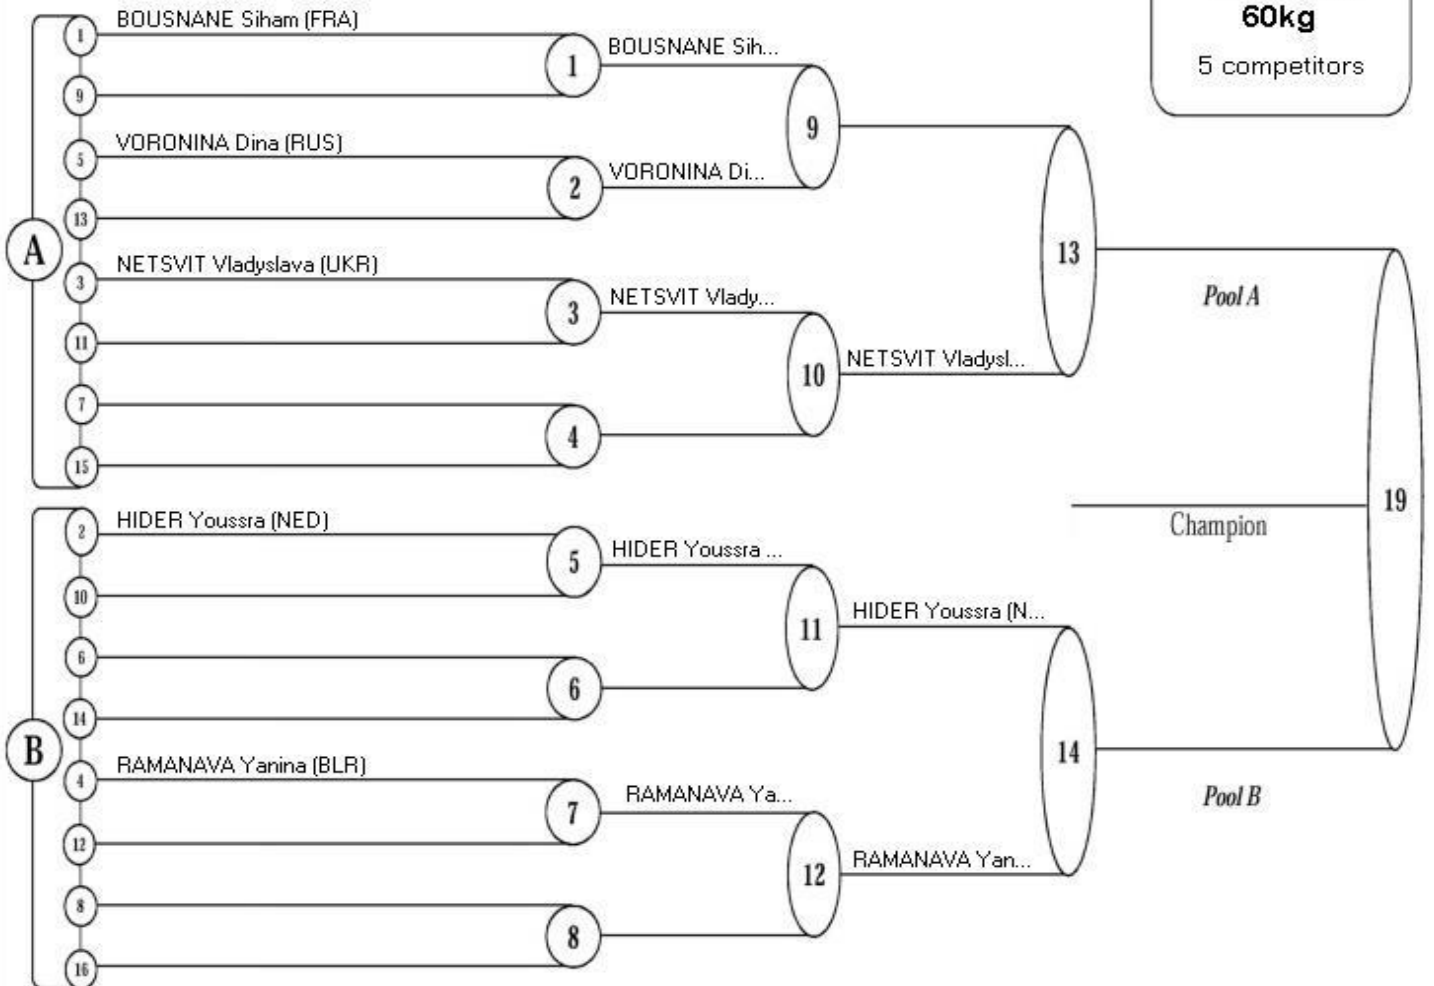 60kg
5 competitors
A
1
BOUSNANE Siham (FRA)
9
1
BOUSNANE Sih...
5
VORONINA Dina (RUS)
13
2
VORONINA Di...
9
3
NETSVIT Vladyslava (UKR)
11
3
NETSVIT Vlady...
7
15
4
10
NETSVIT Vladysl...
13
Pool A
B
2
HIDER Youssra (NED)
10
5
HIDER Youssra ...
6
14
6
11
HIDER Youssra (N...
4
RAMANAVA Yanina (BLR)
12
7
RAMANAVA Ya...
8
16
8
12
RAMANAVA Yan...
14
Pool B
19
Champion